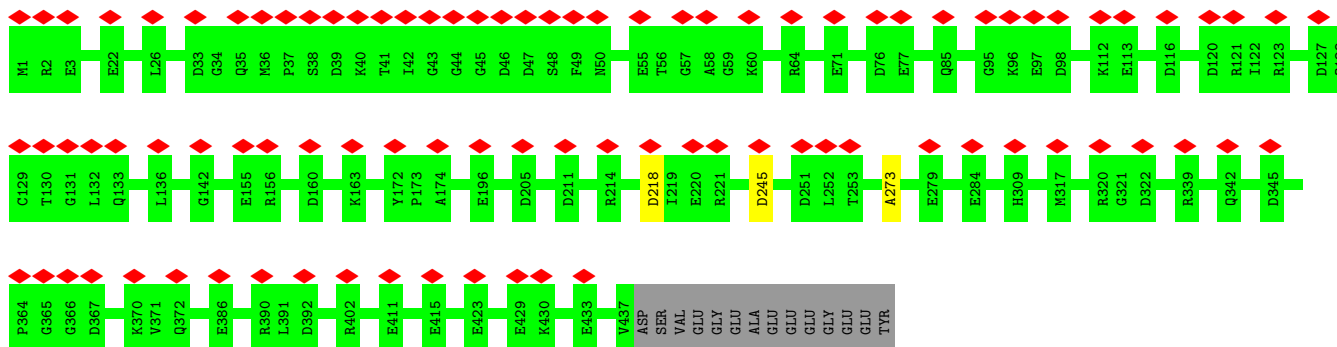 M1 R2 E3 E22 L26 D33 G34 Q35 M36 P37 S38 D39 K40 T41 I42 G43 G44 G45 D46 D47 S48 F49 N50 E55 T56 G57 A58 G59 K60 R64 E71 D76 E77 Q85 G95 K96 E97 D98 K112 E113 D116 D120 R121 I122 R123 D127
C129 T130 G131 L132 Q133 L136 G142 E155 R156 D160 K163 Y172 P173 A174 E196 D205 D211 R214 D218 I219 E220 R221 D245 D251 L252 T253 A273 E279 E284 H309 M317 R320 G321 D322 R339 Q342 D345
P364 G365 G366 D367 K370 V371 Q372 E386 R390 L391 D392 R402 E411 E415 E423 E429 K430 E433 V437 ASP SER VAL GLU GLY GLU ALA GLU GLU GLU GLY GLU GLU TYR